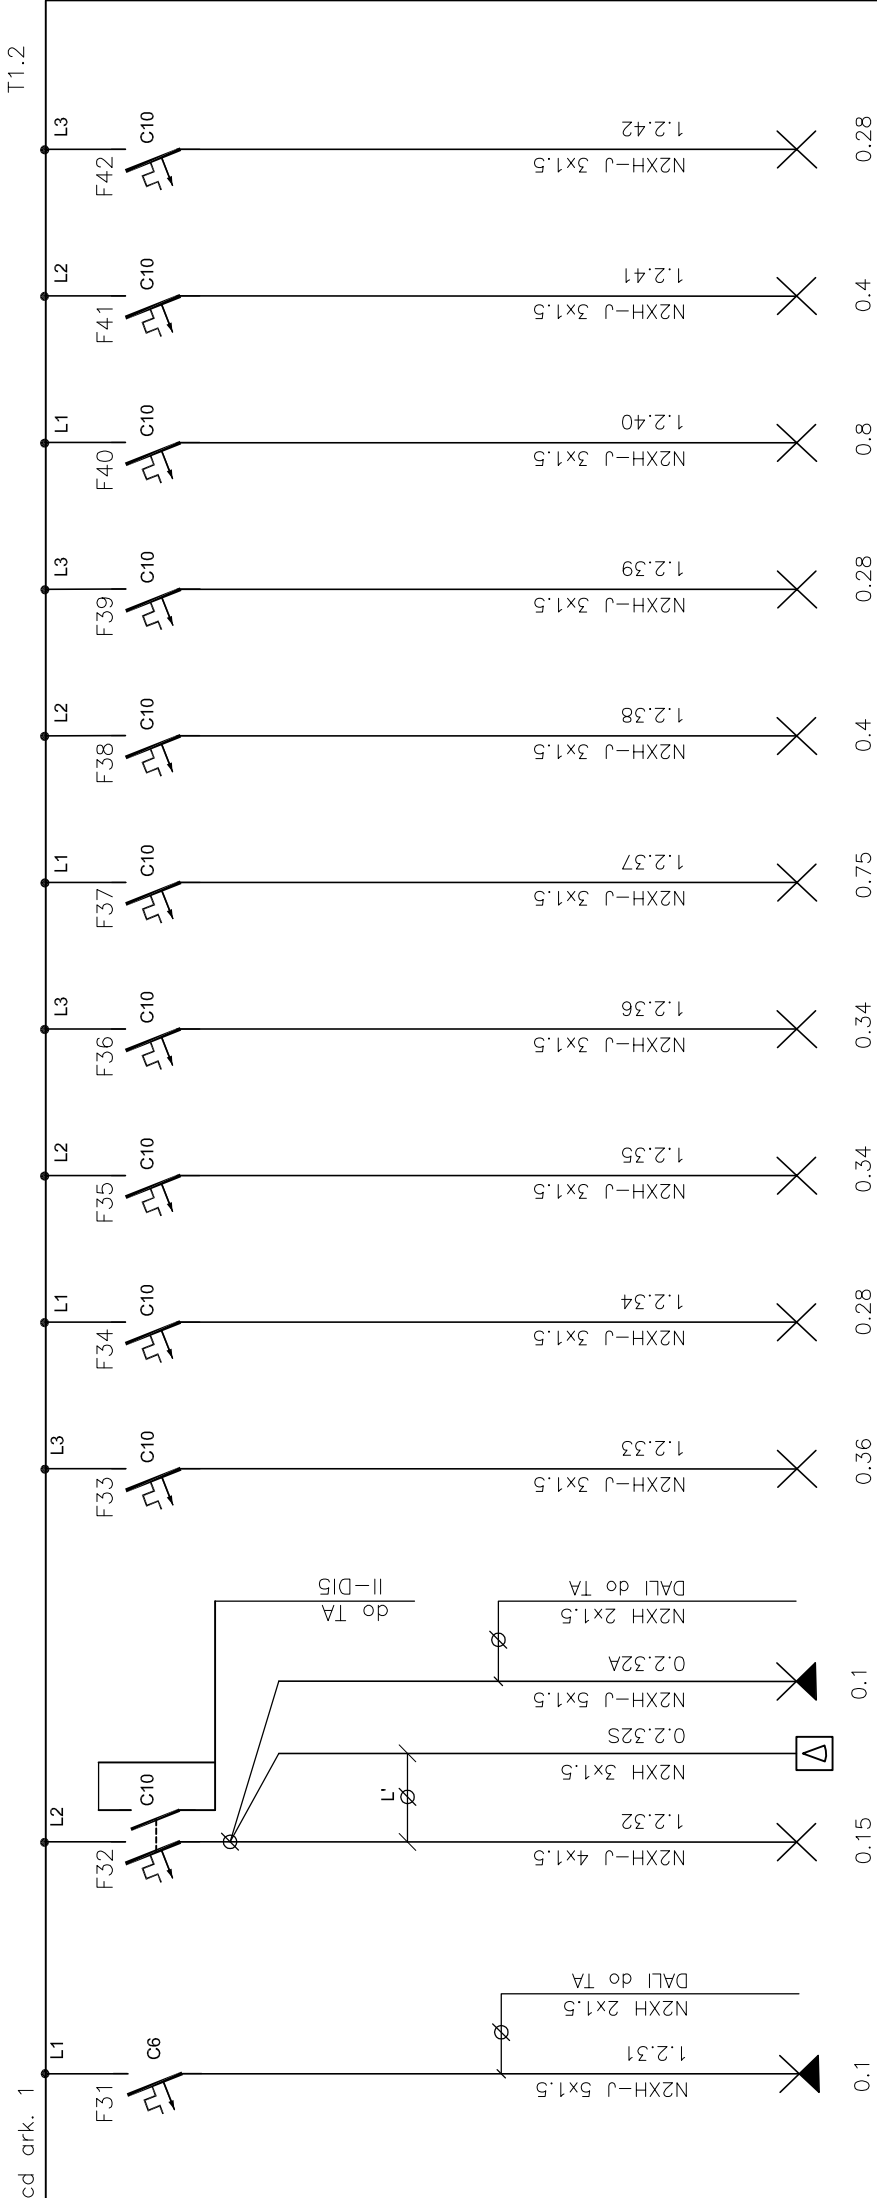 cd ark. 1
T1.2
L1
F31
C6
N2XH-J 5x1.5
1.2.31
N2XH 2x1.5
DALI do TA
0.1
L2
F32
C10
L'
N2XH-J 4x1.5
1.2.32
0.15
N2XH 3x1.5
0.2.32S
N2XH-J 5x1.5
0.2.32A
0.1
N2XH 2x1.5
DALI do TA
do TA
II-DI5
L3
F33
C10
N2XH-J 3x1.5
1.2.33
0.36
L1
F34
C10
N2XH-J 3x1.5
1.2.34
0.28
L2
F35
C10
N2XH-J 3x1.5
1.2.35
0.34
L3
F36
C10
N2XH-J 3x1.5
1.2.36
0.34
L1
F37
C10
N2XH-J 3x1.5
1.2.37
0.75
L2
F38
C10
N2XH-J 3x1.5
1.2.38
0.4
L3
F39
C10
N2XH-J 3x1.5
1.2.39
0.28
L1
F40
C10
N2XH-J 3x1.5
1.2.40
0.8
L2
F41
C10
N2XH-J 3x1.5
1.2.41
0.4
L3
F42
C10
N2XH-J 3x1.5
1.2.42
0.28